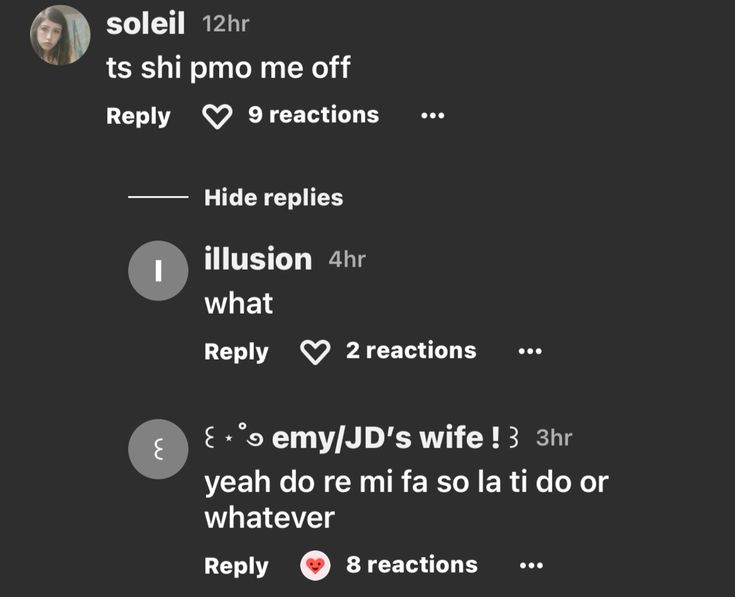 soleil 12hr
ts shi pmo me off
Reply 9 reactions ...
Hide replies
I
illusion 4hr
what
Reply 2 reactions ...
꒰
꒰ ⋆˚࿔ emy/JD’s wife ! ꒱ 3hr
yeah do re mi fa so la ti do or
whatever
Reply 8 reactions ...